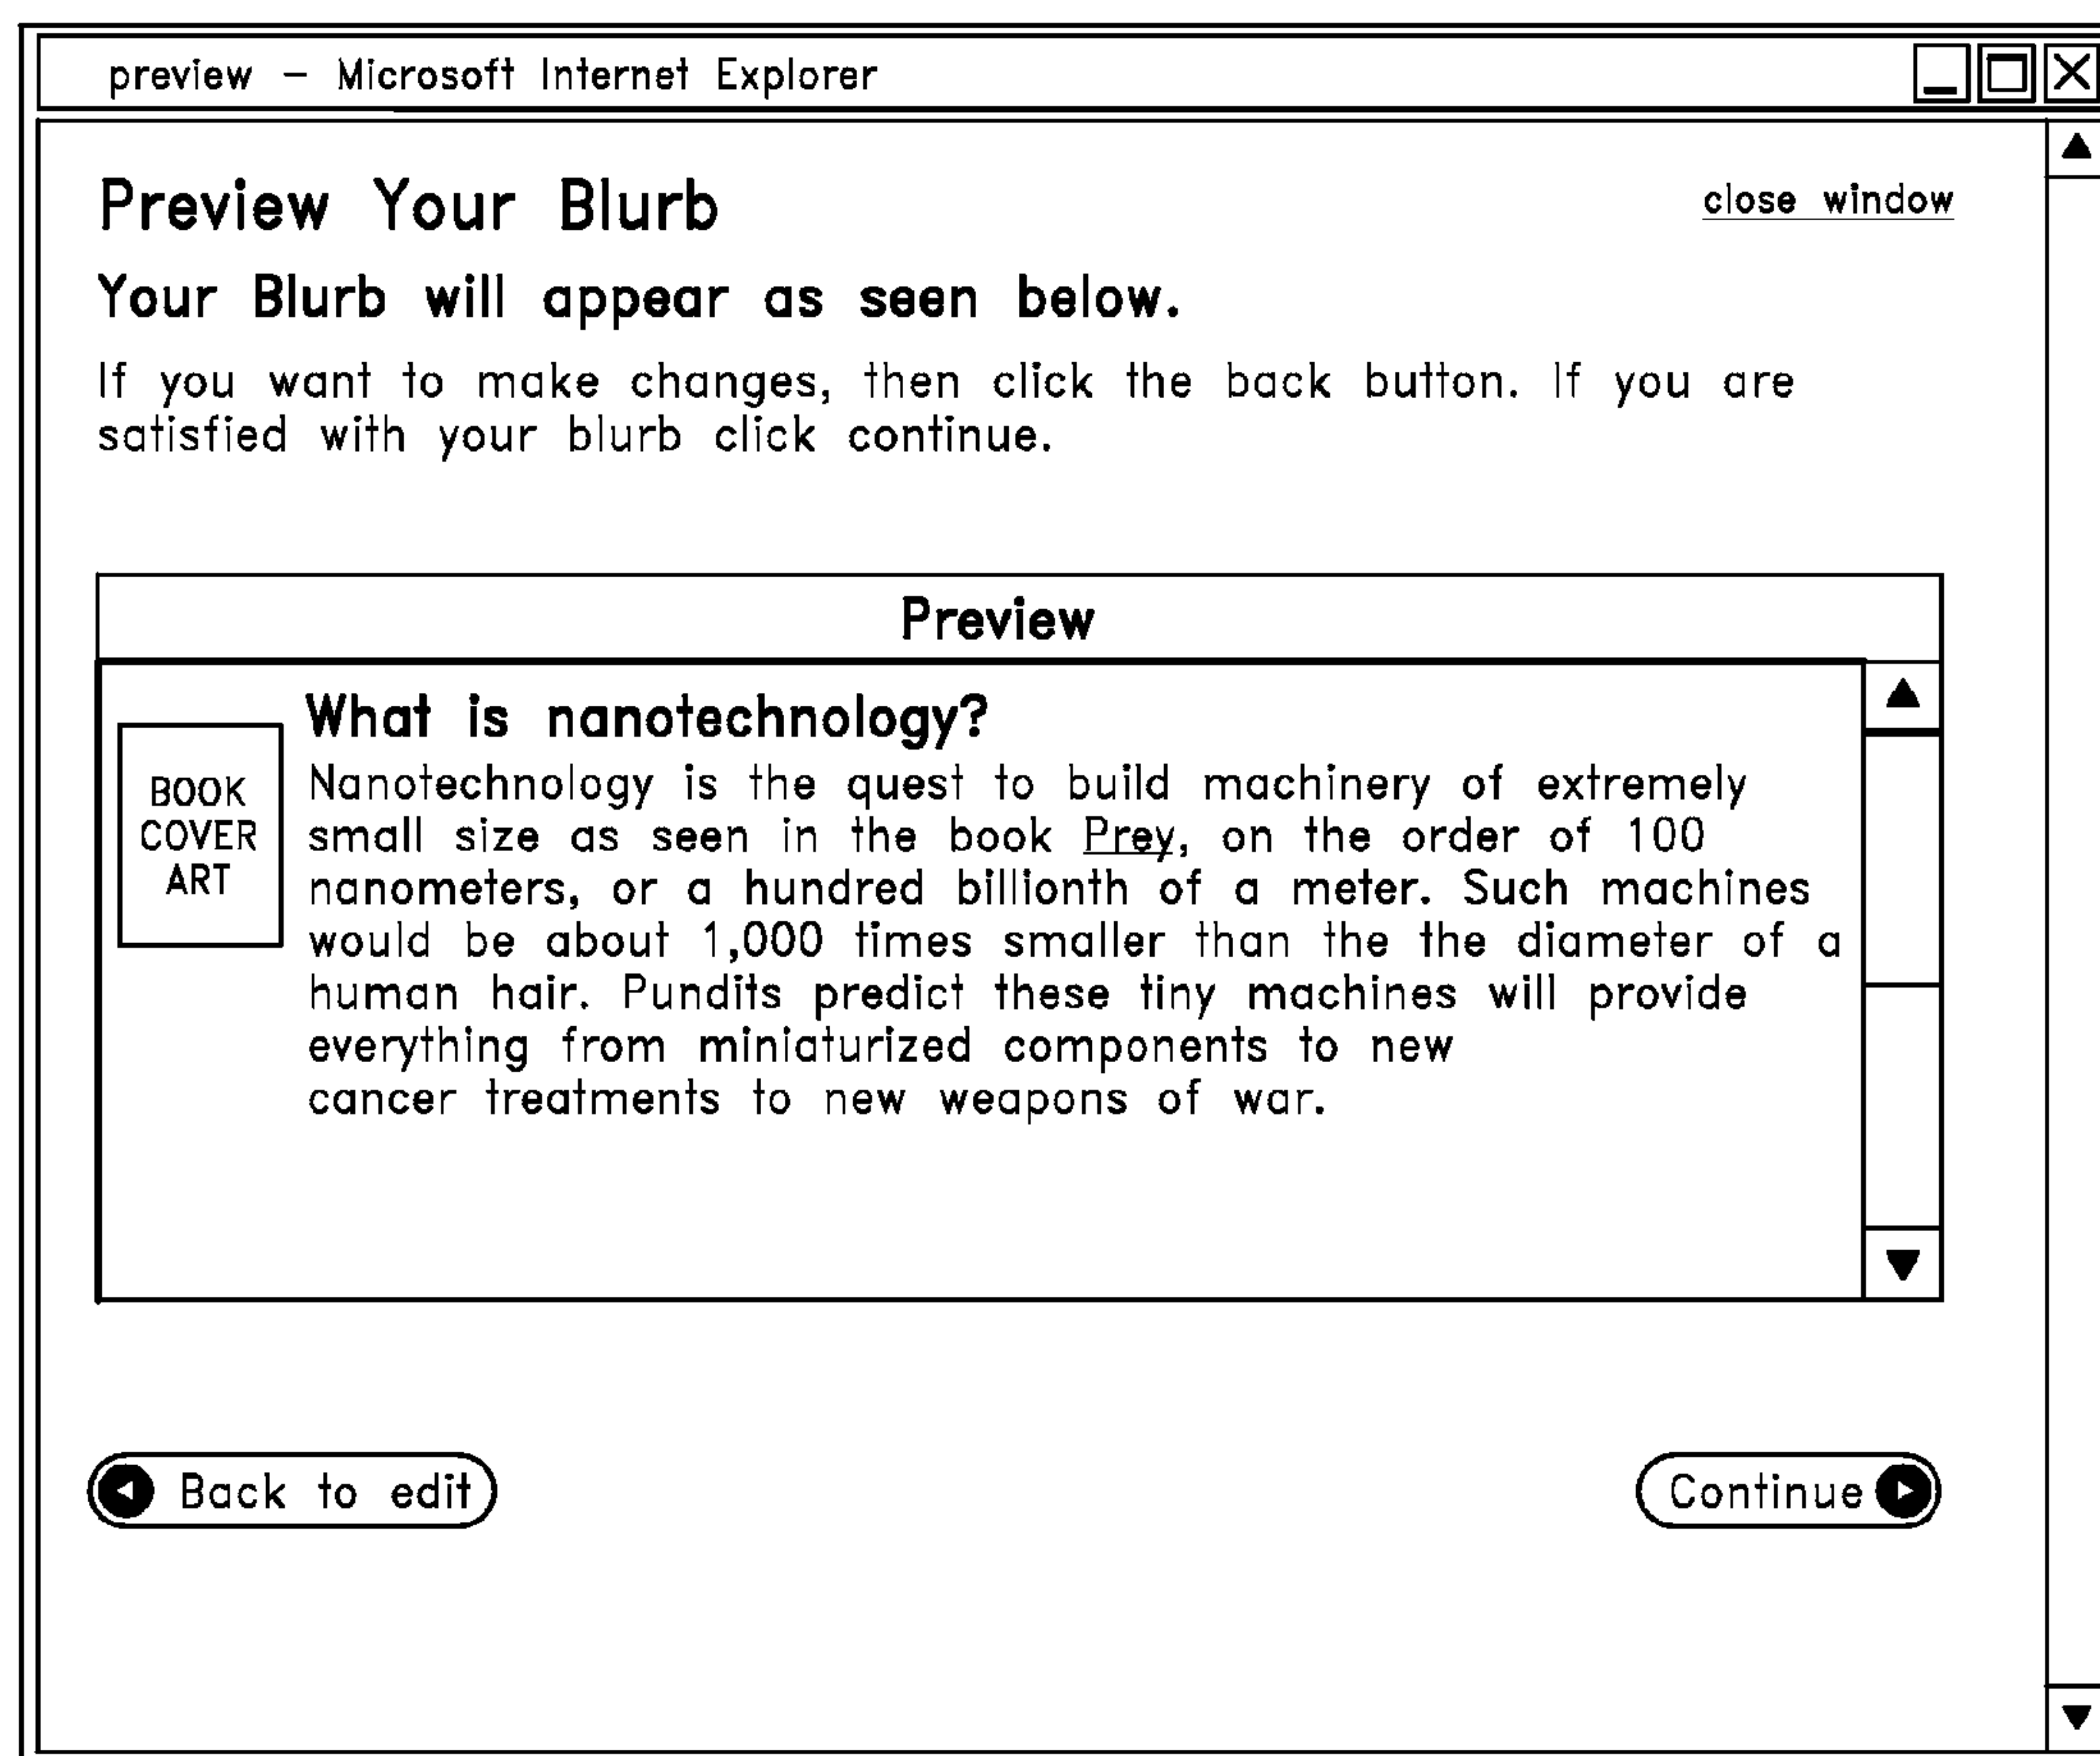 preview – Microsoft Internet Explorer
Preview Your Blurb
close window
Your Blurb will appear as seen below.
If you want to make changes, then click the back button. If you are
satisfied with your blurb click continue.
Preview
What is nanotechnology?
BOOK
COVER
ART
Nanotechnology is the quest to build machinery of extremely
small size as seen in the book Prey, on the order of 100
nanometers, or a hundred billionth of a meter. Such machines
would be about 1,000 times smaller than the the diameter of a
human hair. Pundits predict these tiny machines will provide
everything from miniaturized components to new
cancer treatments to new weapons of war.
Back to edit
Continue